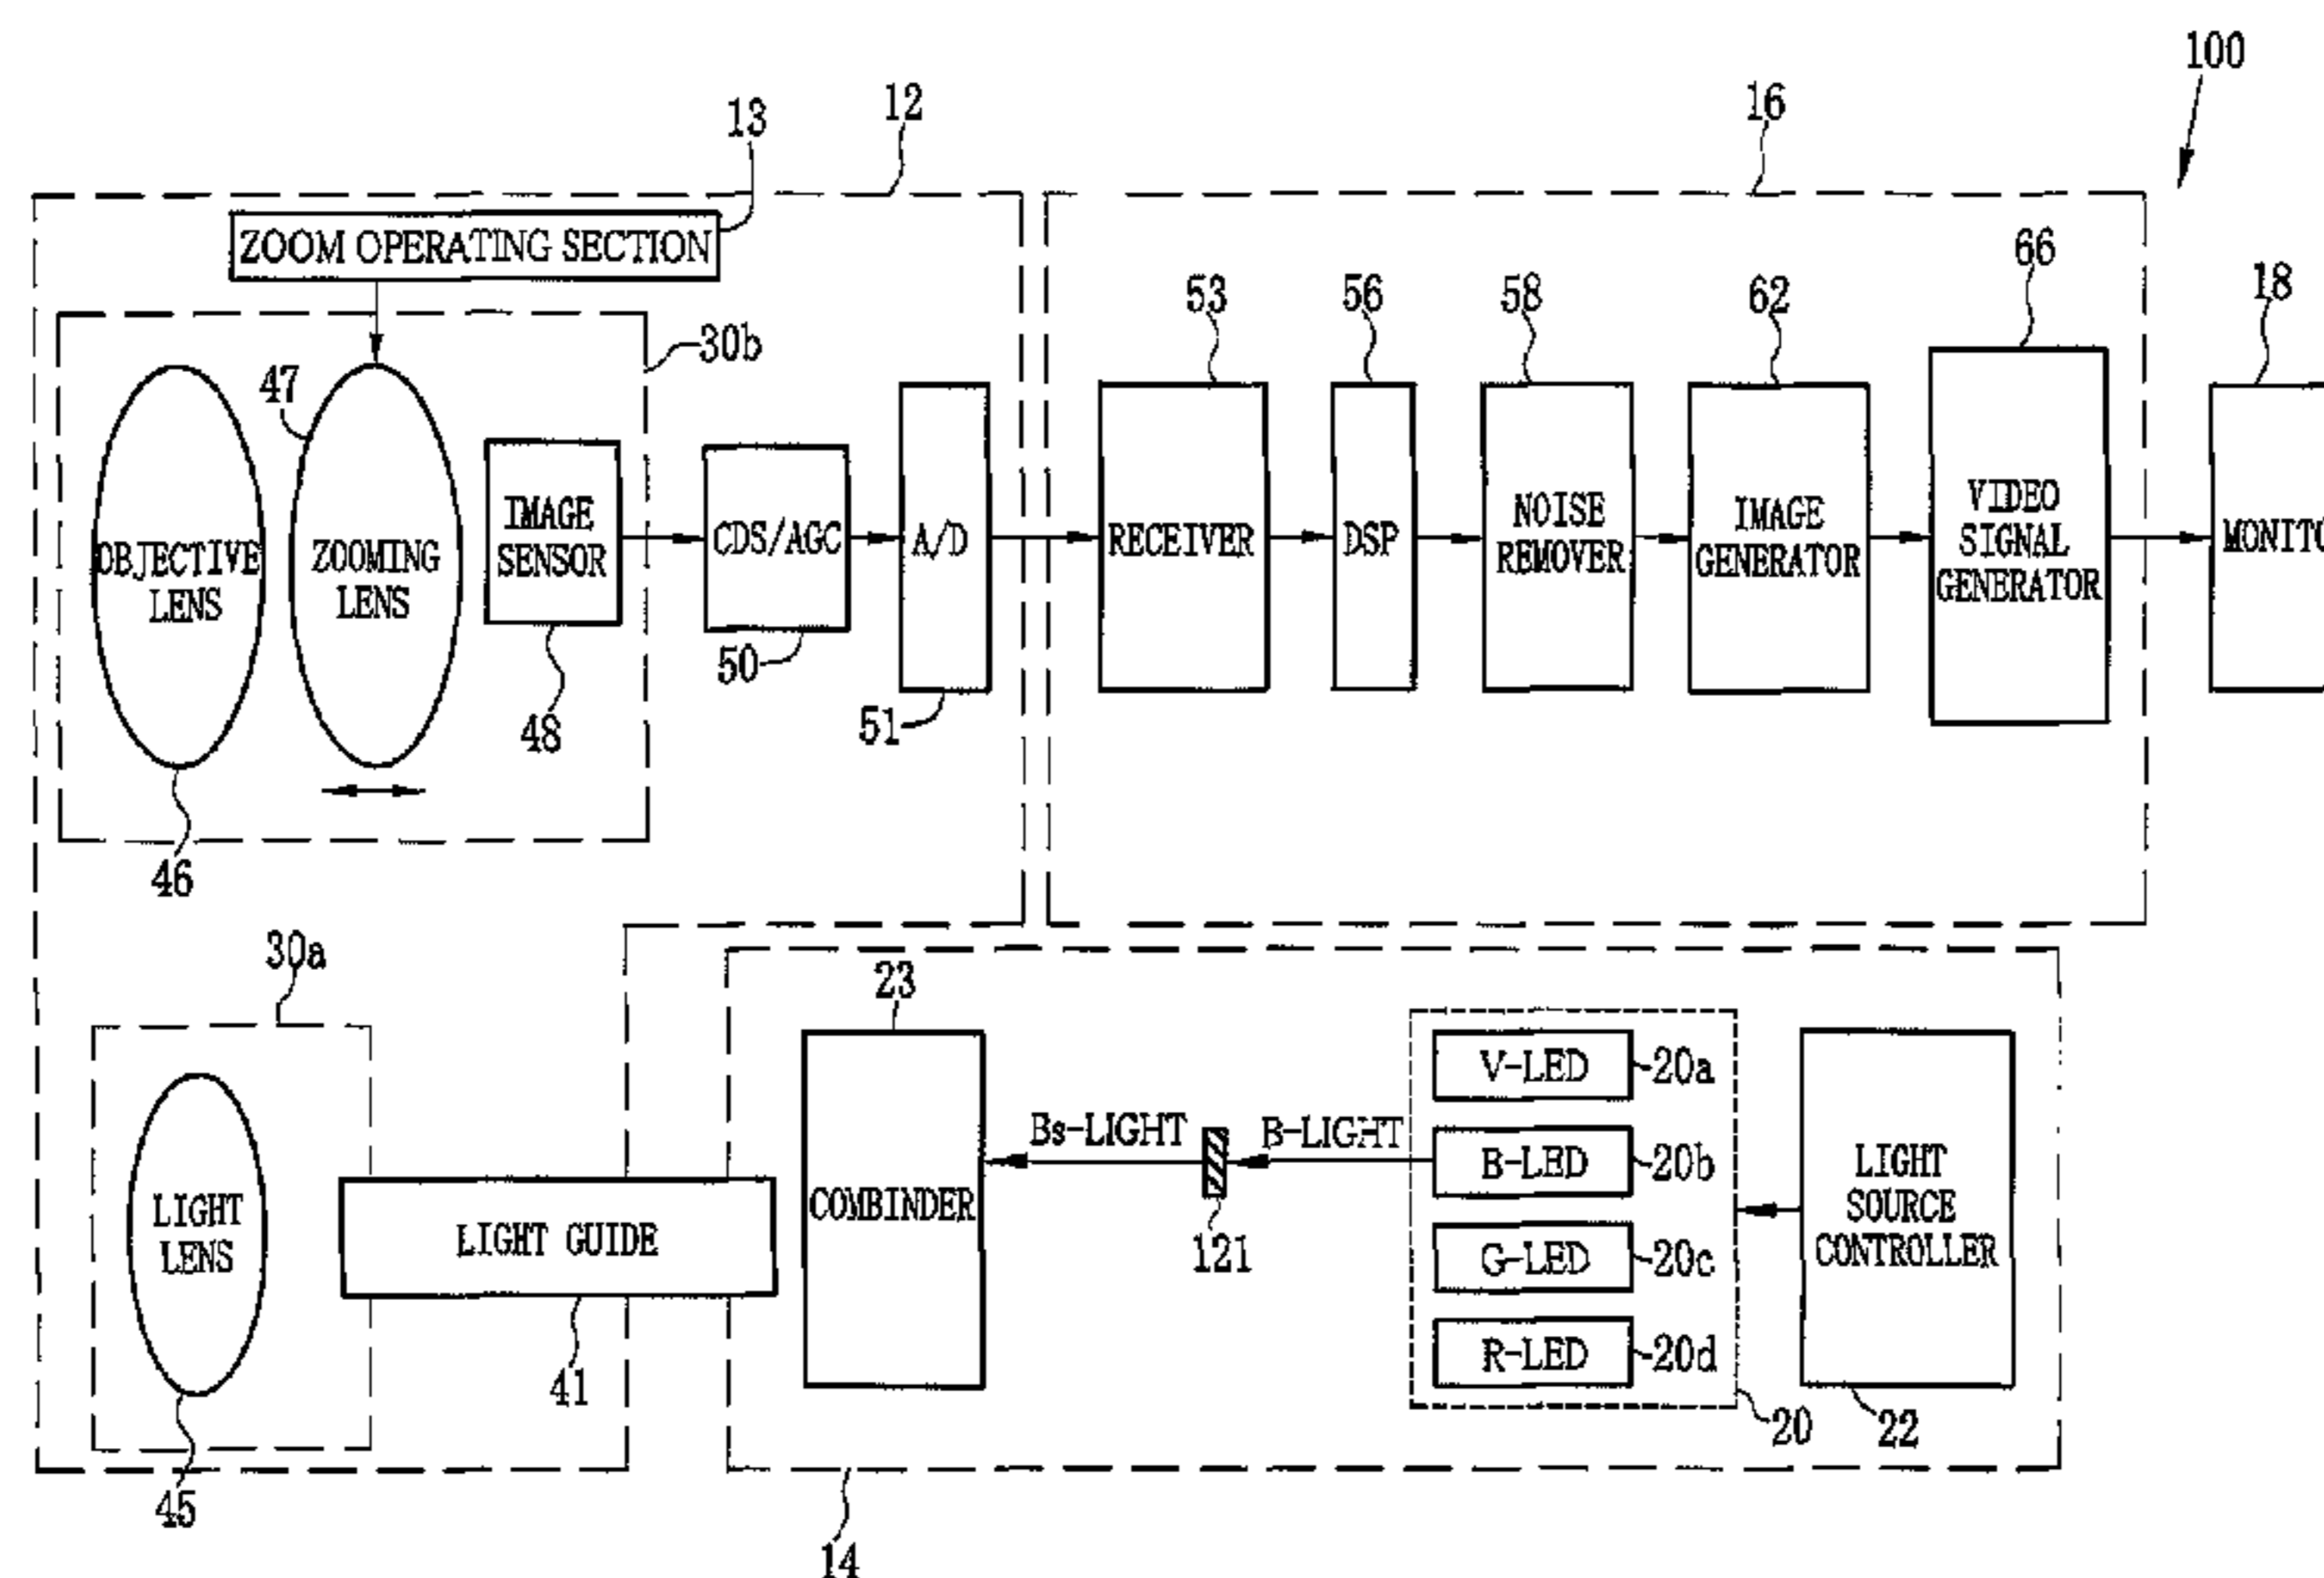 100
12
16
13
ZOOM OPERATING SECTION
66
53
56
58
62
18
30b
47
OBJECTIVE
LENS
ZOOMING
LENS
IMAGE
SENSOR
CDS/AGC
A/D
RECEIVER
DSP
NOISE
REMOVER
IMAGE
GENERATOR
VIDEO
SIGNAL
GENERATOR
MONITO
50
51
48
46
30a
23
V-LED
20a
Bs-LIGHT
B-LIGHT
B-LED
20b
LIGHT
SOURCE
CONTROLLER
LIGHT
LENS
LIGHT GUIDE
COMBINDER
121
G-LED
20c
R-LED
20d
41
20
22
45
14